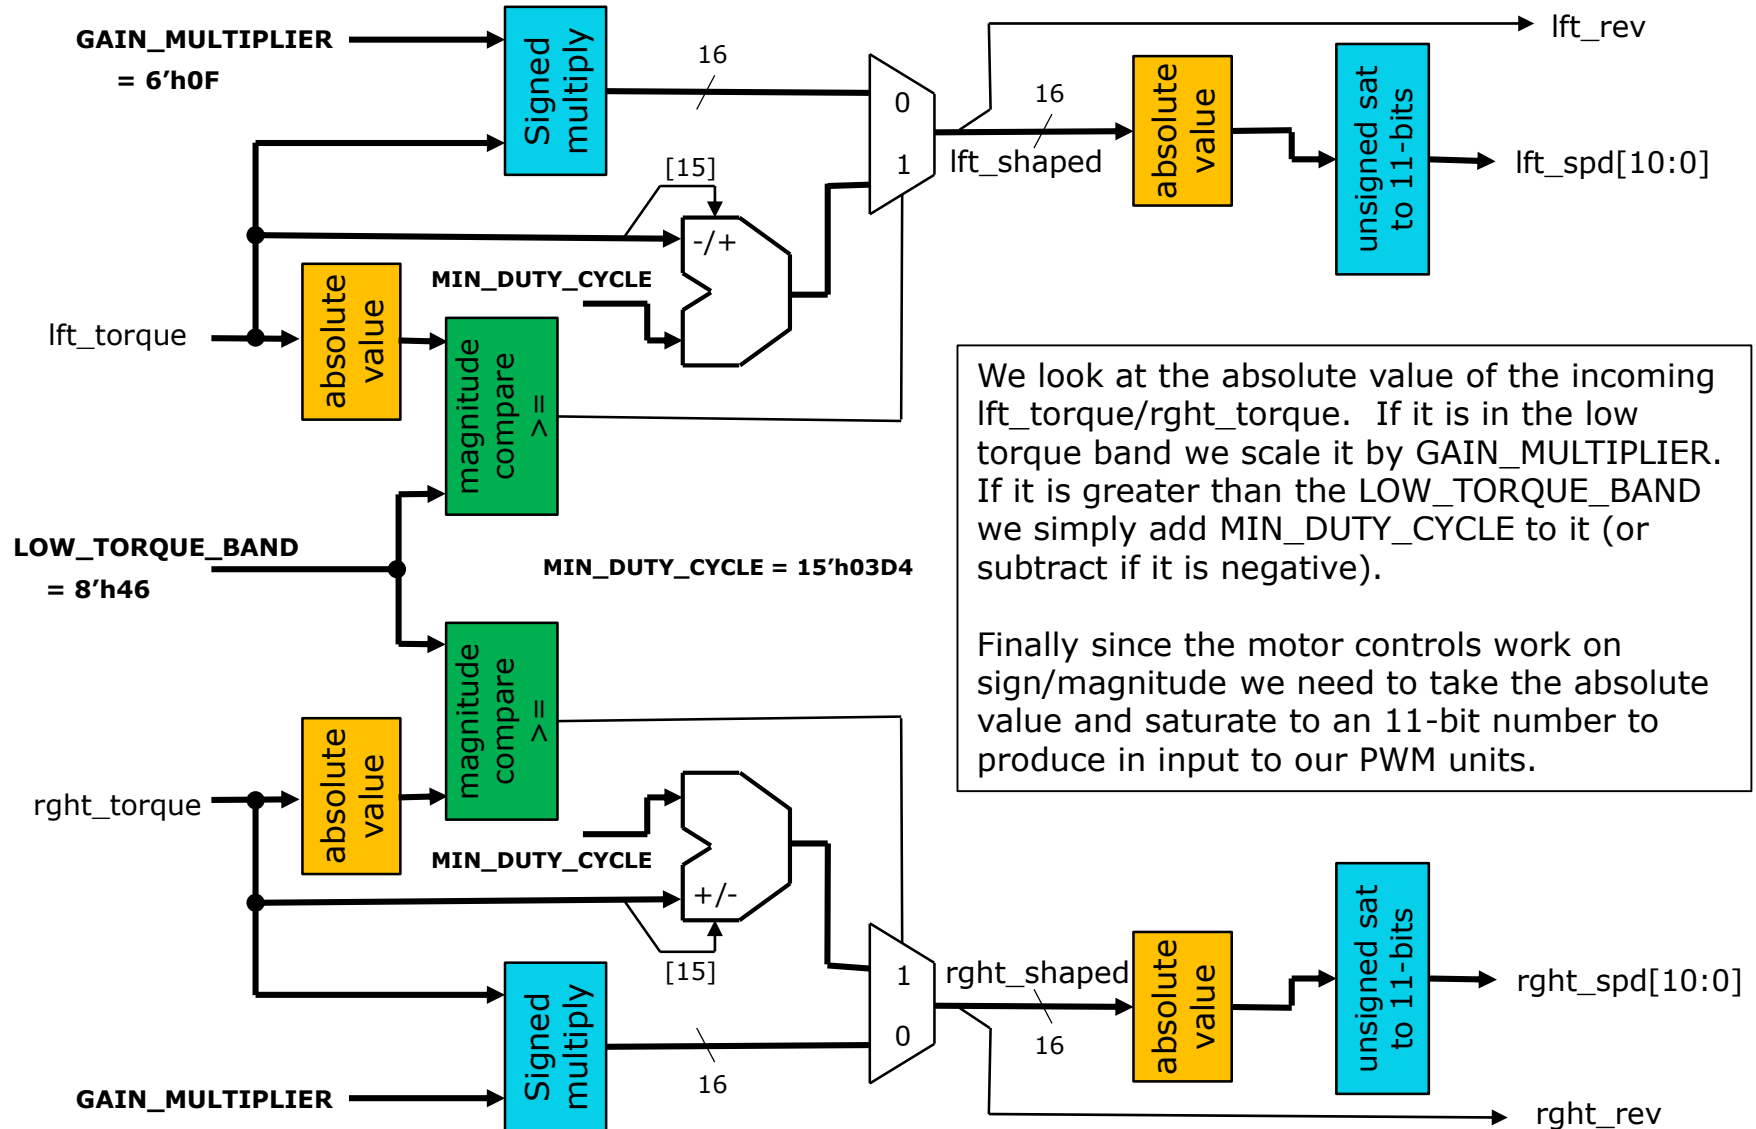 GAIN_MULTIPLIER
= 6'h0F
Signed
multiply
16
0
1
lft_rev
16
lft_shaped
absolute
value
unsigned sat
to 11-bits
lft_spd[10:0]
[15]
-/+
MIN_DUTY_CYCLE
lft_torque
absolute
value
magnitude
compare
>=
LOW_TORQUE_BAND
= 8'h46
MIN_DUTY_CYCLE = 15'h03D4
We look at the absolute value of the incoming
lft_torque/rght_torque. If it is in the low
torque band we scale it by GAIN_MULTIPLIER.
If it is greater than the LOW_TORQUE_BAND
we simply add MIN_DUTY_CYCLE to it (or
subtract if it is negative).
Finally since the motor controls work on
sign/magnitude we need to take the absolute
value and saturate to an 11-bit number to
produce in input to our PWM units.
magnitude
compare
>=
rght_torque
absolute
value
MIN_DUTY_CYCLE
+/-
[15]
Signed
multiply
16
1
0
rght_shaped
16
absolute
value
unsigned sat
to 11-bits
rght_spd[10:0]
GAIN_MULTIPLIER
rght_rev